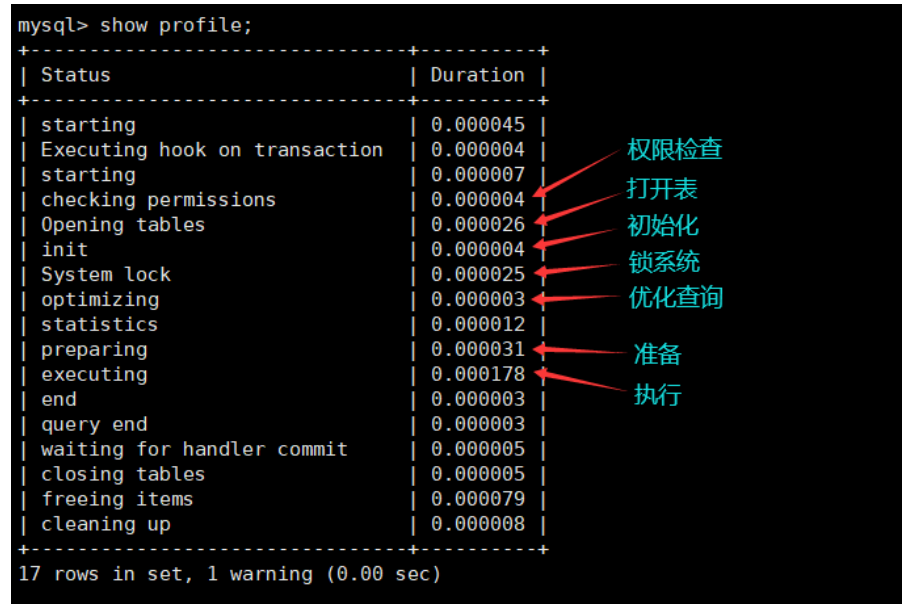 mysql> show profile;
+--------------------------------+----------+
| Status                         | Duration |
+--------------------------------+----------+
| starting                       | 0.000045 |
| Executing hook on transaction  | 0.000004 |
| starting                       | 0.000007 |
| checking permissions           | 0.000004 | 权限检查
| Opening tables                 | 0.000026 | 打开表
| init                           | 0.000004 | 初始化
| System lock                    | 0.000025 | 锁系统
| optimizing                     | 0.000003 | 优化查询
| statistics                     | 0.000012 |
| preparing                      | 0.000031 | 准备
| executing                      | 0.000178 | 执行
| end                            | 0.000003 |
| query end                      | 0.000003 |
| waiting for handler commit     | 0.000005 |
| closing tables                 | 0.000005 |
| freeing items                  | 0.000079 |
| cleaning up                    | 0.000008 |
+--------------------------------+----------+
17 rows in set, 1 warning (0.00 sec)